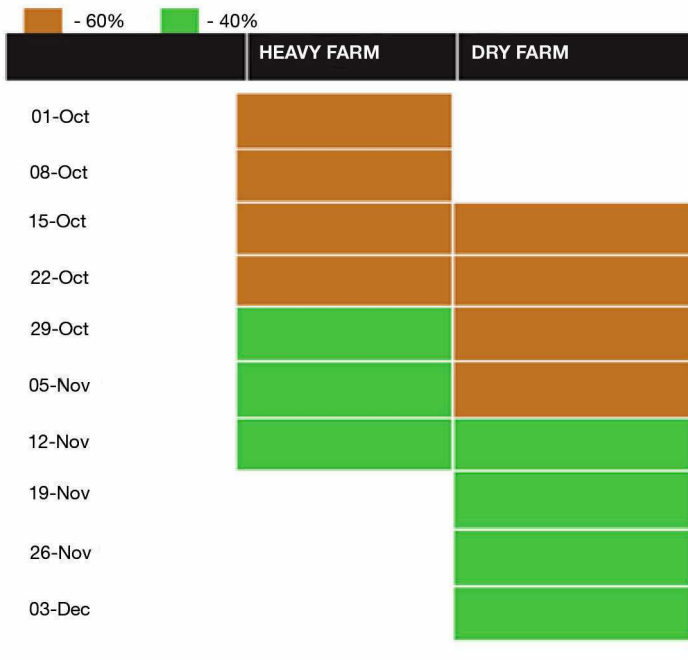 - 60% - 40%
HEAVY FARM DRY FARM
01-Oct
08-Oct
15-Oct
22-Oct
29-Oct
05-Nov
12-Nov
19-Nov
26-Nov
03-Dec